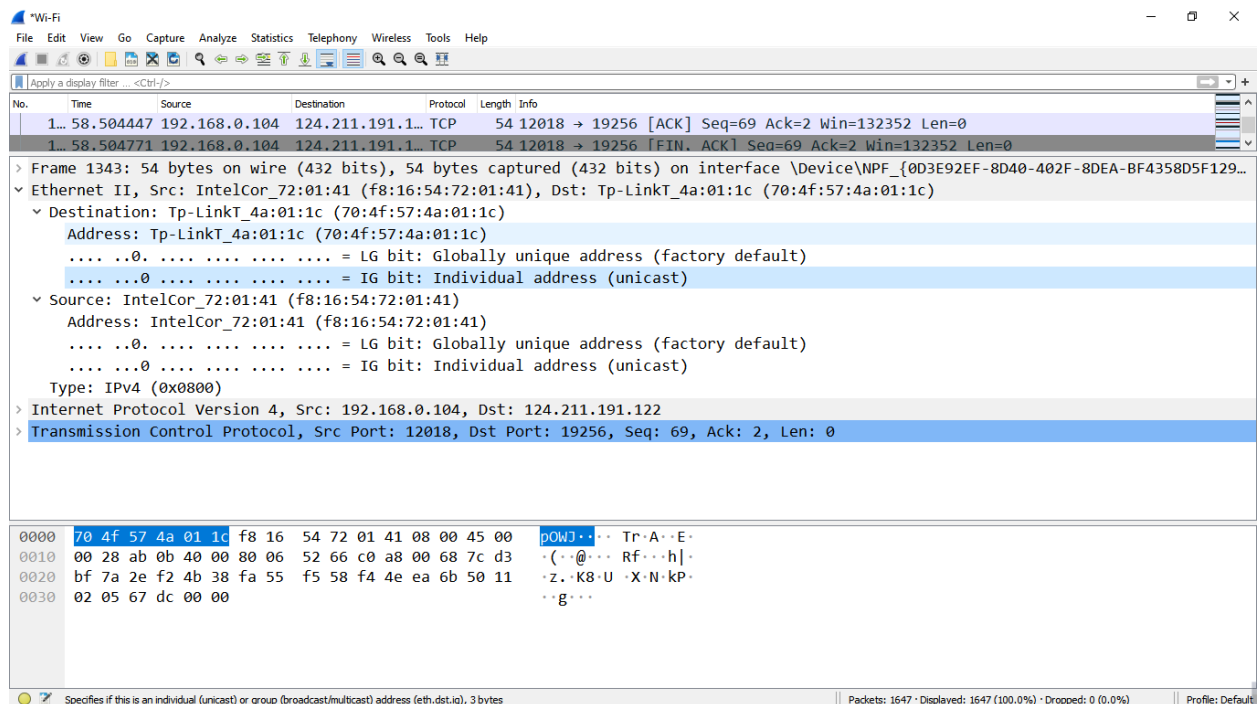 *Wi-Fi
File Edit View Go Capture Analyze Statistics Telephony Wireless Tools Help
Apply a display filter ... <Ctrl-/>
No. Time Source Destination Protocol Length Info
1… 58.504447 192.168.0.104 124.211.191.1… TCP 54 12018 → 19256 [ACK] Seq=69 Ack=2 Win=132352 Len=0
1… 58.504771 192.168.0.104 124.211.191.1… TCP 54 12018 → 19256 [FIN, ACK] Seq=69 Ack=2 Win=132352 Len=0
Frame 1343: 54 bytes on wire (432 bits), 54 bytes captured (432 bits) on interface \Device\NPF_{0D3E92EF-8D40-402F-8DEA-BF4358D5F129…
Ethernet II, Src: IntelCor_72:01:41 (f8:16:54:72:01:41), Dst: Tp-LinkT_4a:01:1c (70:4f:57:4a:01:1c)
Destination: Tp-LinkT_4a:01:1c (70:4f:57:4a:01:1c)
Address: Tp-LinkT_4a:01:1c (70:4f:57:4a:01:1c)
.... ..0. .... .... .... .... = LG bit: Globally unique address (factory default)
.... ...0 .... .... .... .... = IG bit: Individual address (unicast)
Source: IntelCor_72:01:41 (f8:16:54:72:01:41)
Address: IntelCor_72:01:41 (f8:16:54:72:01:41)
.... ..0. .... .... .... .... = LG bit: Globally unique address (factory default)
.... ...0 .... .... .... .... = IG bit: Individual address (unicast)
Type: IPv4 (0x0800)
Internet Protocol Version 4, Src: 192.168.0.104, Dst: 124.211.191.122
Transmission Control Protocol, Src Port: 12018, Dst Port: 19256, Seq: 69, Ack: 2, Len: 0
0000 70 4f 57 4a 01 1c f8 16 54 72 01 41 08 00 45 00 pOWJ···· Tr·A··E·
0010 00 28 ab 0b 40 00 80 06 52 66 c0 a8 00 68 7c d3 ·(··@··· Rf···h|·
0020 bf 7a 2e f2 4b 38 fa 55 f5 58 f4 4e ea 6b 50 11 ·z.·K8·U ·X·N·kP·
0030 02 05 67 dc 00 00 ··g···
Specifies if this is an individual (unicast) or group (broadcast/multicast) address (eth.dst.ig), 3 bytes Packets: 1647 · Displayed: 1647 (100.0%) · Dropped: 0 (0.0%) Profile: Default